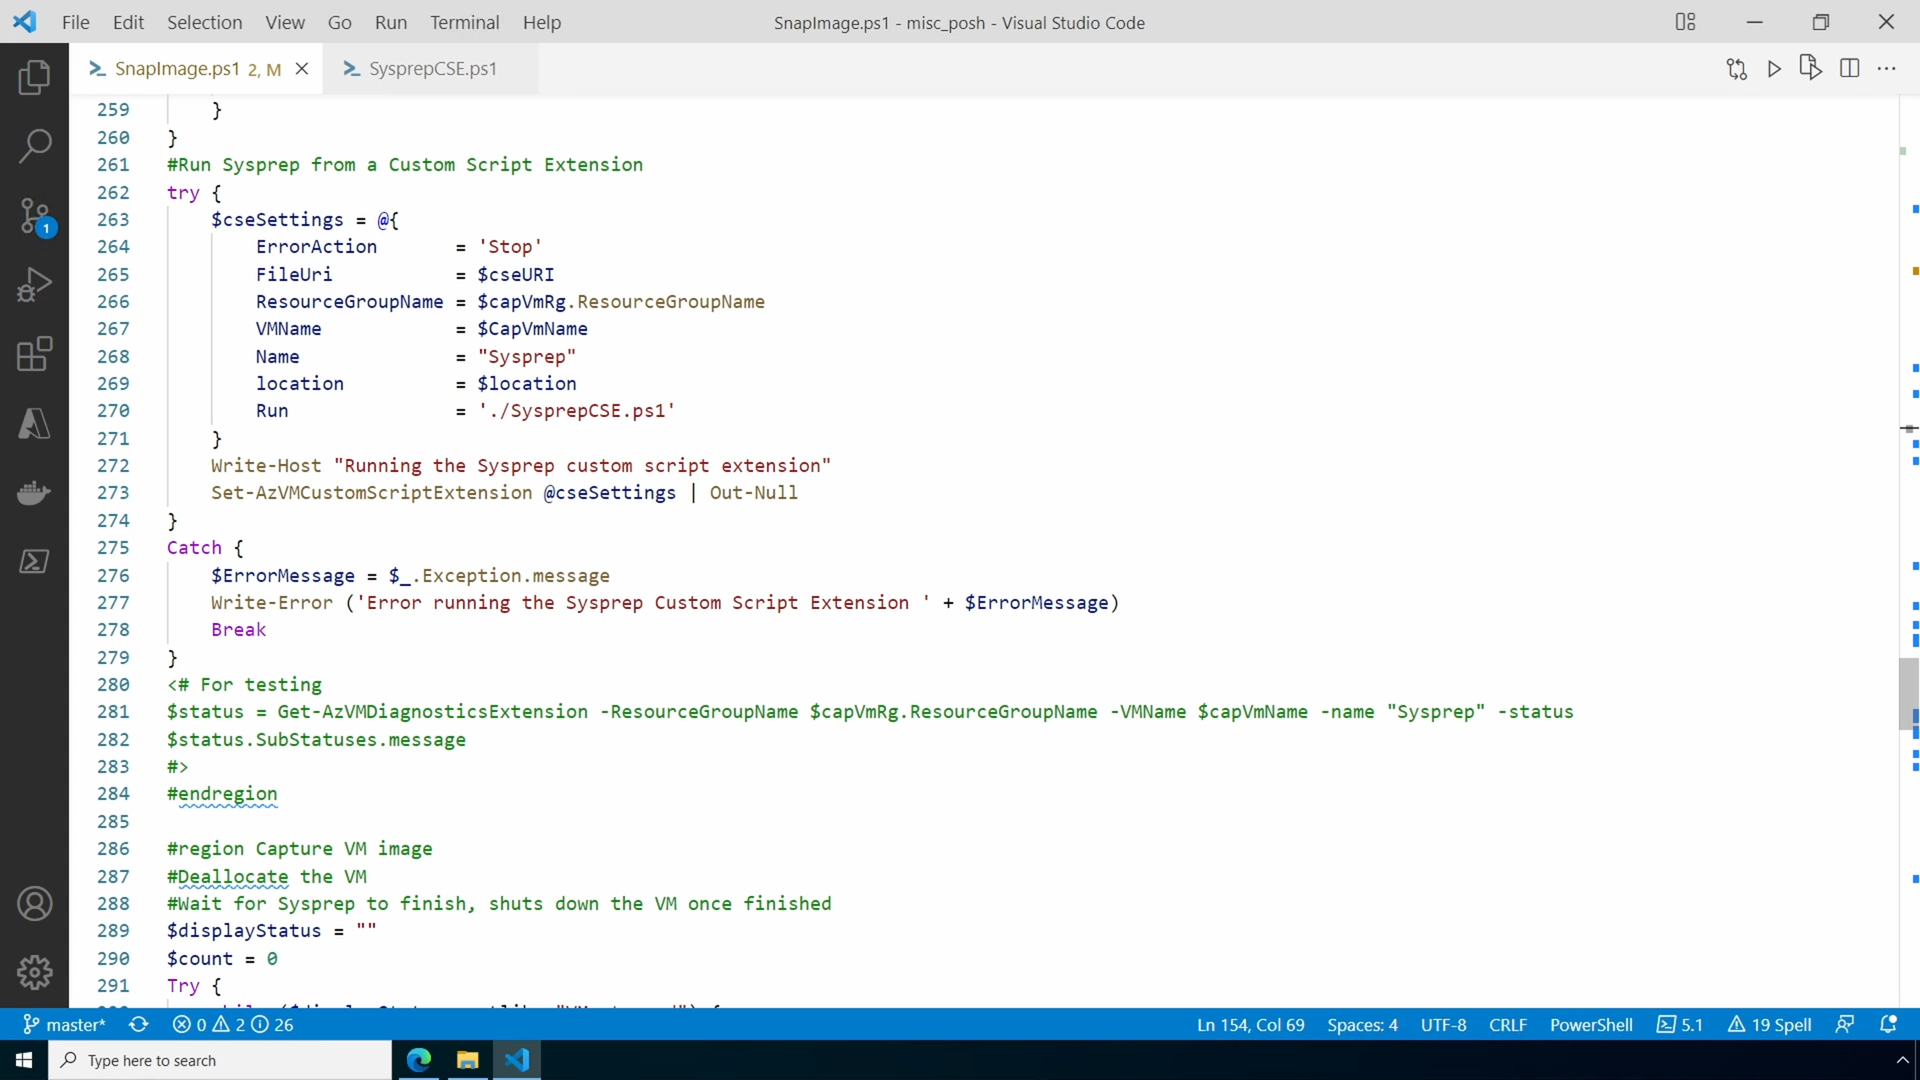 File Edit Selection View Go Run Terminal Help SnapImage.ps1 - misc_posh - Visual Studio Code
SnapImage.ps1 2, M SysprepCSE.ps1
259 }
260 }
261 #Run Sysprep from a Custom Script Extension
262 try {
263 $cseSettings = @{
264 ErrorAction = 'Stop'
265 FileUri = $cseURI
266 ResourceGroupName = $capVmRg.ResourceGroupName
267 VMName = $CapVmName
268 Name = "Sysprep"
269 location = $location
270 Run = './SysprepCSE.ps1'
271 }
272 Write-Host "Running the Sysprep custom script extension"
273 Set-AzVMCustomScriptExtension @cseSettings | Out-Null
274 }
275 Catch {
276 $ErrorMessage = $_.Exception.message
277 Write-Error ('Error running the Sysprep Custom Script Extension ' + $ErrorMessage)
278 Break
279 }
280 <# For testing
281 $status = Get-AzVMDiagnosticsExtension -ResourceGroupName $capVmRg.ResourceGroupName -VMName $capVmName -name "Sysprep" -status
282 $status.SubStatuses.message
283 #>
284 #endregion
285
286 #region Capture VM image
287 #Deallocate the VM
288 #Wait for Sysprep to finish, shuts down the VM once finished
289 $displayStatus = ""
290 $count = 0
291 Try {
1
master* 0 2 26 Ln 154, Col 69 Spaces: 4 UTF-8 CRLF PowerShell 5.1 19 Spell
Type here to search